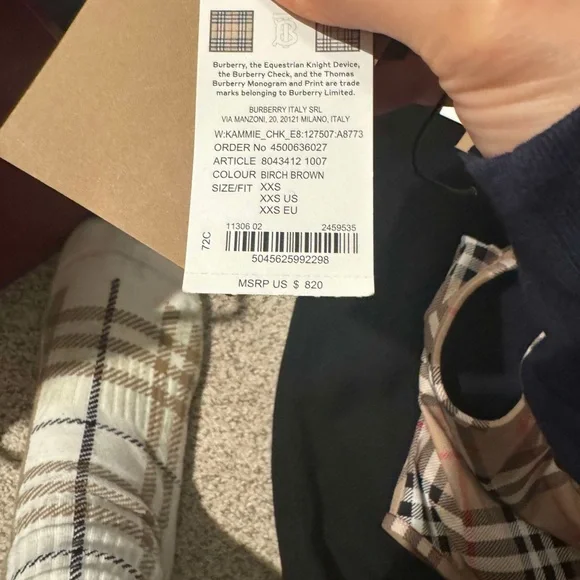 Burberry, the Equestrian Knight Device,
the Burberry Check, and the Thomas
Burberry Monogram and Print are trade
marks belonging to Burberry Limited.
BURBERRY ITALY SRL
VIA MANZONI, 20, 20121 MILANO, ITALY
W:KAMMIE_CHK_E8:127507:A8773
ORDER No 4500636027
ARTICLE 8043412 1007
COLOUR BIRCH BROWN
SIZE/FIT XXS
XXS US
XXS EU
72C
11306 02 2459535
5045625992298
MSRP US $ 820